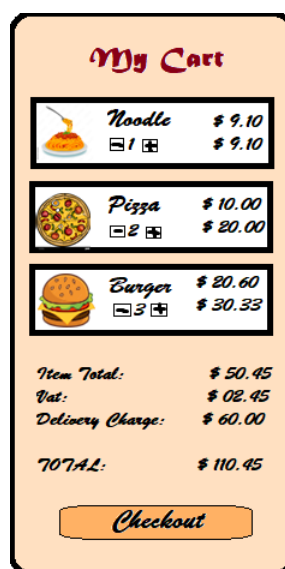 My Cart
Noodle $ 9.10
1 $ 9.10
Pizza $ 10.00
2 $ 20.00
Burger $ 20.60
3 $ 30.33
Item Total: $ 50.45
Vat: $ 02.45
Delivery Charge: $ 60.00
TOTAL: $ 110.45
Checkout